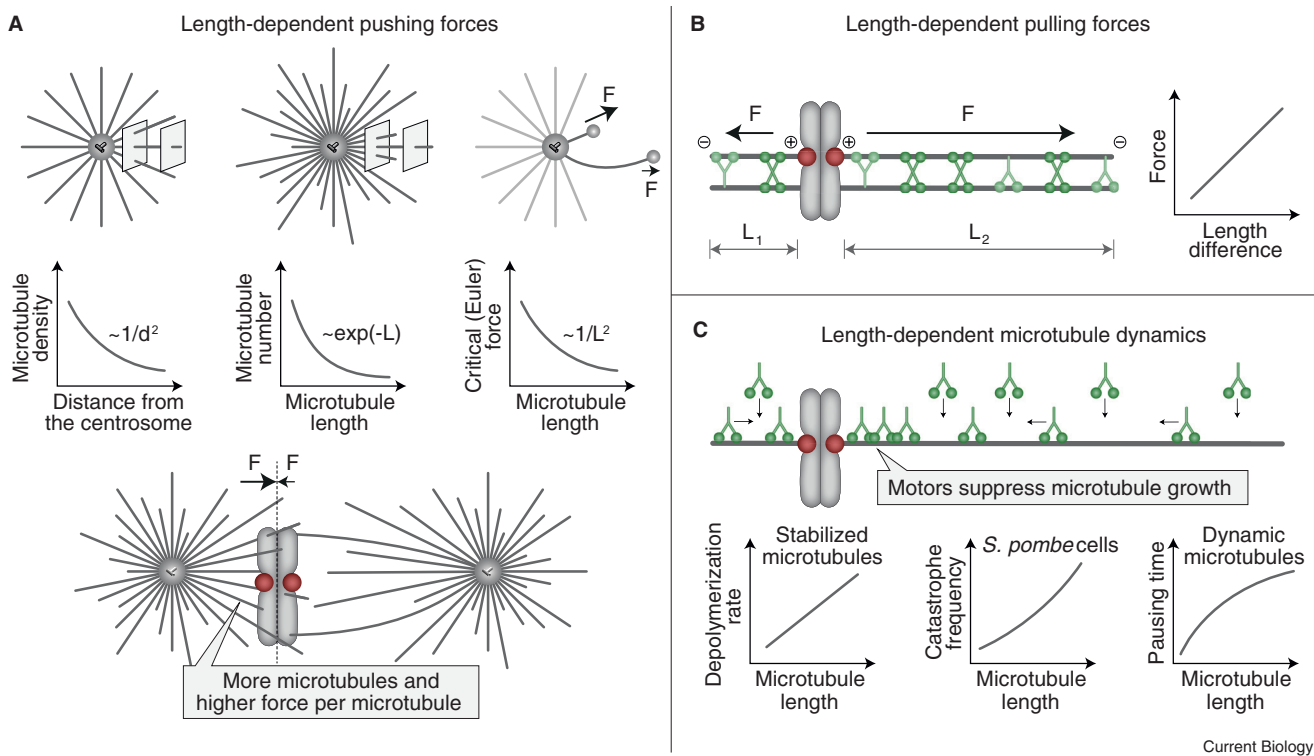 A
Length-dependent pushing forces
F
F
Microtubule
density
~1/d²
Distance from
the centrosome
Microtubule
number
~exp(-L)
Microtubule
length
Critical (Euler)
force
~1/L²
Microtubule
length
F F
More microtubules and
higher force per microtubule
B
Length-dependent pulling forces
F F
⊖ ⊕ ⊕ ⊖
L₁ L₂
Force
Length
difference
C
Length-dependent microtubule dynamics
Motors suppress microtubule growth
Depolymerization
rate
Stabilized
microtubules
Microtubule
length
Catastrophe
frequency
S. pombe cells
Microtubule
length
Pausing time
Dynamic
microtubules
Microtubule
length
Current Biology